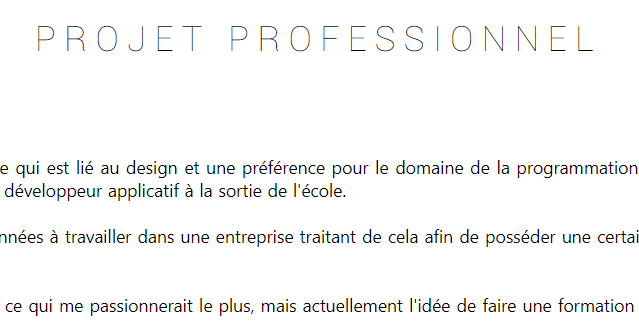 PROJET PROFESSIONNEL
e qui est lié au design et une préférence pour le domaine de la programmation
développeur applicatif à la sortie de l'école.
nnées à travailler dans une entreprise traitant de cela afin de posséder une certai
ce qui me passionnerait le plus, mais actuellement l'idée de faire une formation